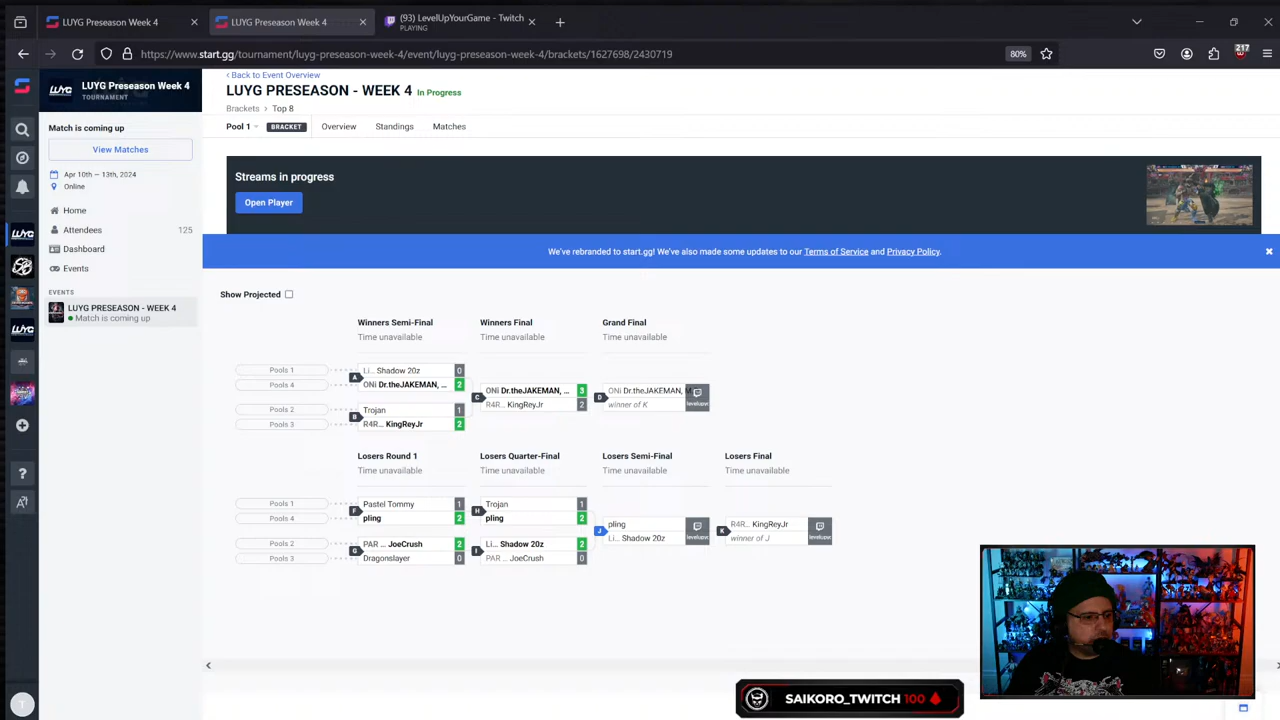 LUYG Preseason Week 4
LUYG Preseason Week 4
(93) LevelUpYourGame - Twitch
PLAYING
https://www.start.gg/tournament/luyg-preseason-week-4/event/luyg-preseason-week-4/brackets/1627698/2430719
80%
217
LUYG
LUYG Preseason Week 4
TOURNAMENT
Match is coming up
View Matches
Apr 10th – 13th, 2024
Online
Home
Attendees 125
Dashboard
Events
EVENTS
LUYG PRESEASON - WEEK 4
Match is coming up
LUYG
LUYG
?
T
‹ Back to Event Overview
LUYG PRESEASON - WEEK 4 In Progress
Brackets > Top 8
Pool 1 BRACKET Overview Standings Matches
Streams in progress
Open Player
We've rebranded to start.gg! We've also made some updates to our Terms of Service and Privacy Policy.
Show Projected
Winners Semi-Final Winners Final Grand Final
Time unavailable Time unavailable Time unavailable
Pools 1 Li... Shadow 20z 0
A
Pools 4 ONi Dr.theJAKEMAN, ... 2
ONi Dr.theJAKEMAN, ... 3
C
R4R... KingReyJr 2
ONi Dr.theJAKEMAN,
D
winner of K
Pools 2 Trojan 1
B
Pools 3 R4R... KingReyJr 2
Losers Round 1 Losers Quarter-Final Losers Semi-Final Losers Final
Time unavailable Time unavailable Time unavailable Time unavailable
Pools 1 Pastel Tommy 1
F
Pools 4 pling 2
H
Trojan 1
pling 2
J
pling
Li... Shadow 20z
K
R4R... KingReyJr
winner of J
Pools 2 PAR ... JoeCrush 2
G
Pools 3 Dragonslayer 0
I
Li... Shadow 20z 2
PAR ... JoeCrush 0
SAIKORO_TWITCH 100